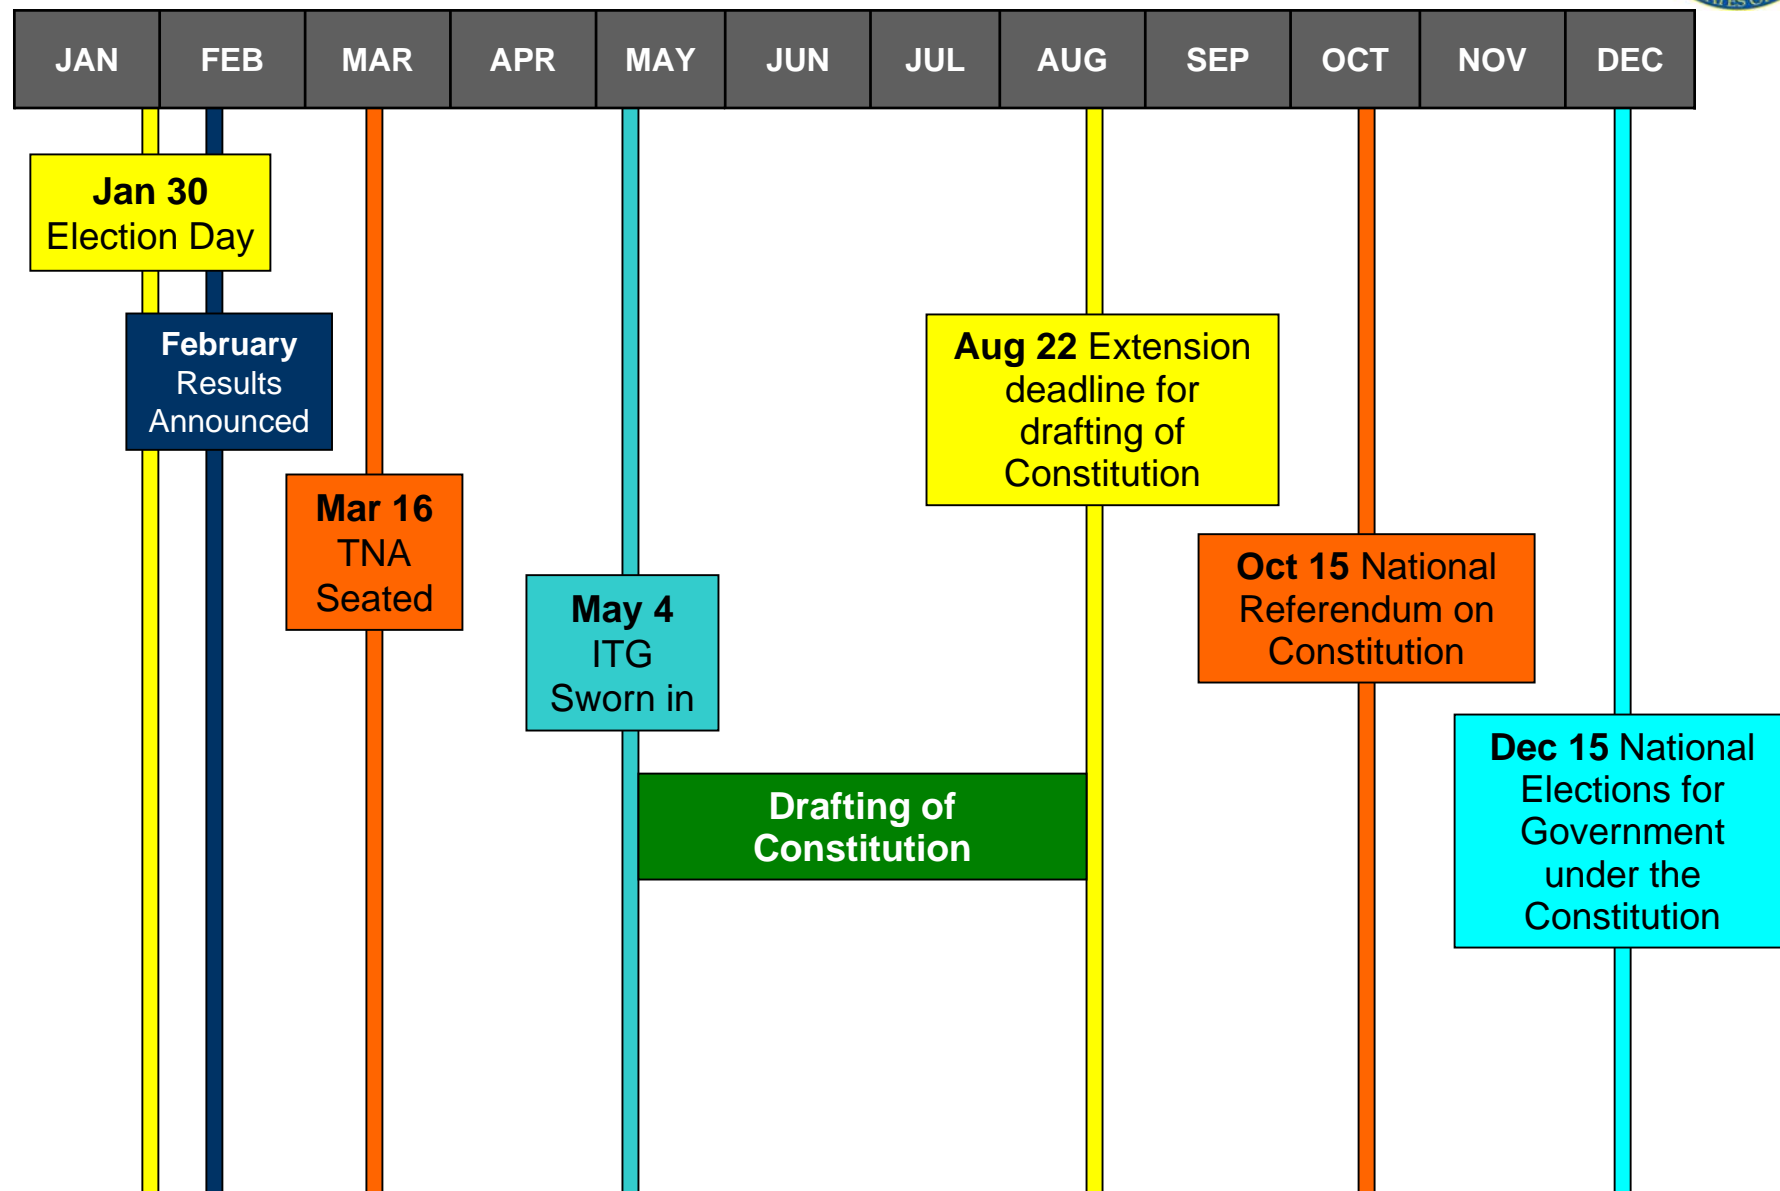 JAN FEB MAR APR MAY JUN JUL AUG SEP OCT NOV DEC
Jan 30
Election Day
February
Results
Announced
Mar 16
TNA
Seated
May 4
ITG
Sworn in
Drafting of
Constitution
Aug 22 Extension
deadline for
drafting of
Constitution
Oct 15 National
Referendum on
Constitution
Dec 15 National
Elections for
Government
under the
Constitution